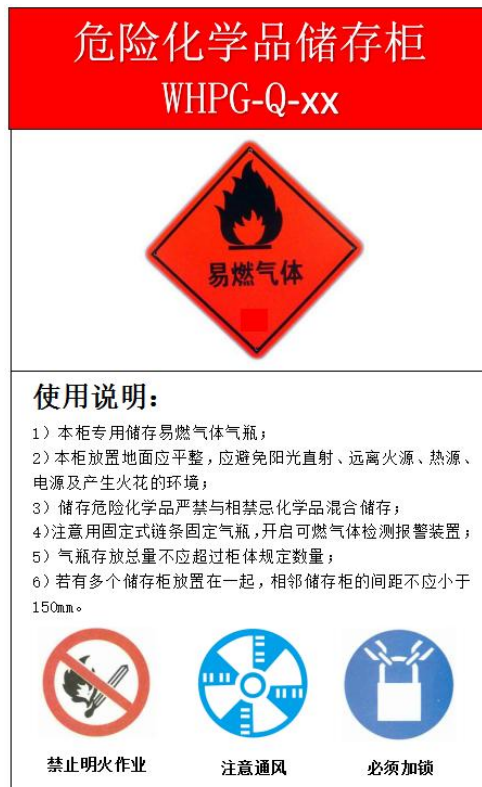 危险化学品储存柜
WHPG-Q-xx
易燃气体
使用说明：
1）本柜专用储存易燃气体气瓶；
2）本柜放置地面应平整，应避免阳光直射、远离火源、热源、
电源及产生火花的环境；
3）储存危险化学品严禁与相禁忌化学品混合储存；
4)注意用固定式链条固定气瓶,开启可燃气体检测报警装置；
5）气瓶存放总量不应超过柜体规定数量；
6）若有多个储存柜放置在一起，相邻储存柜的间距不应小于
150mm。
禁止明火作业
注意通风
必须加锁